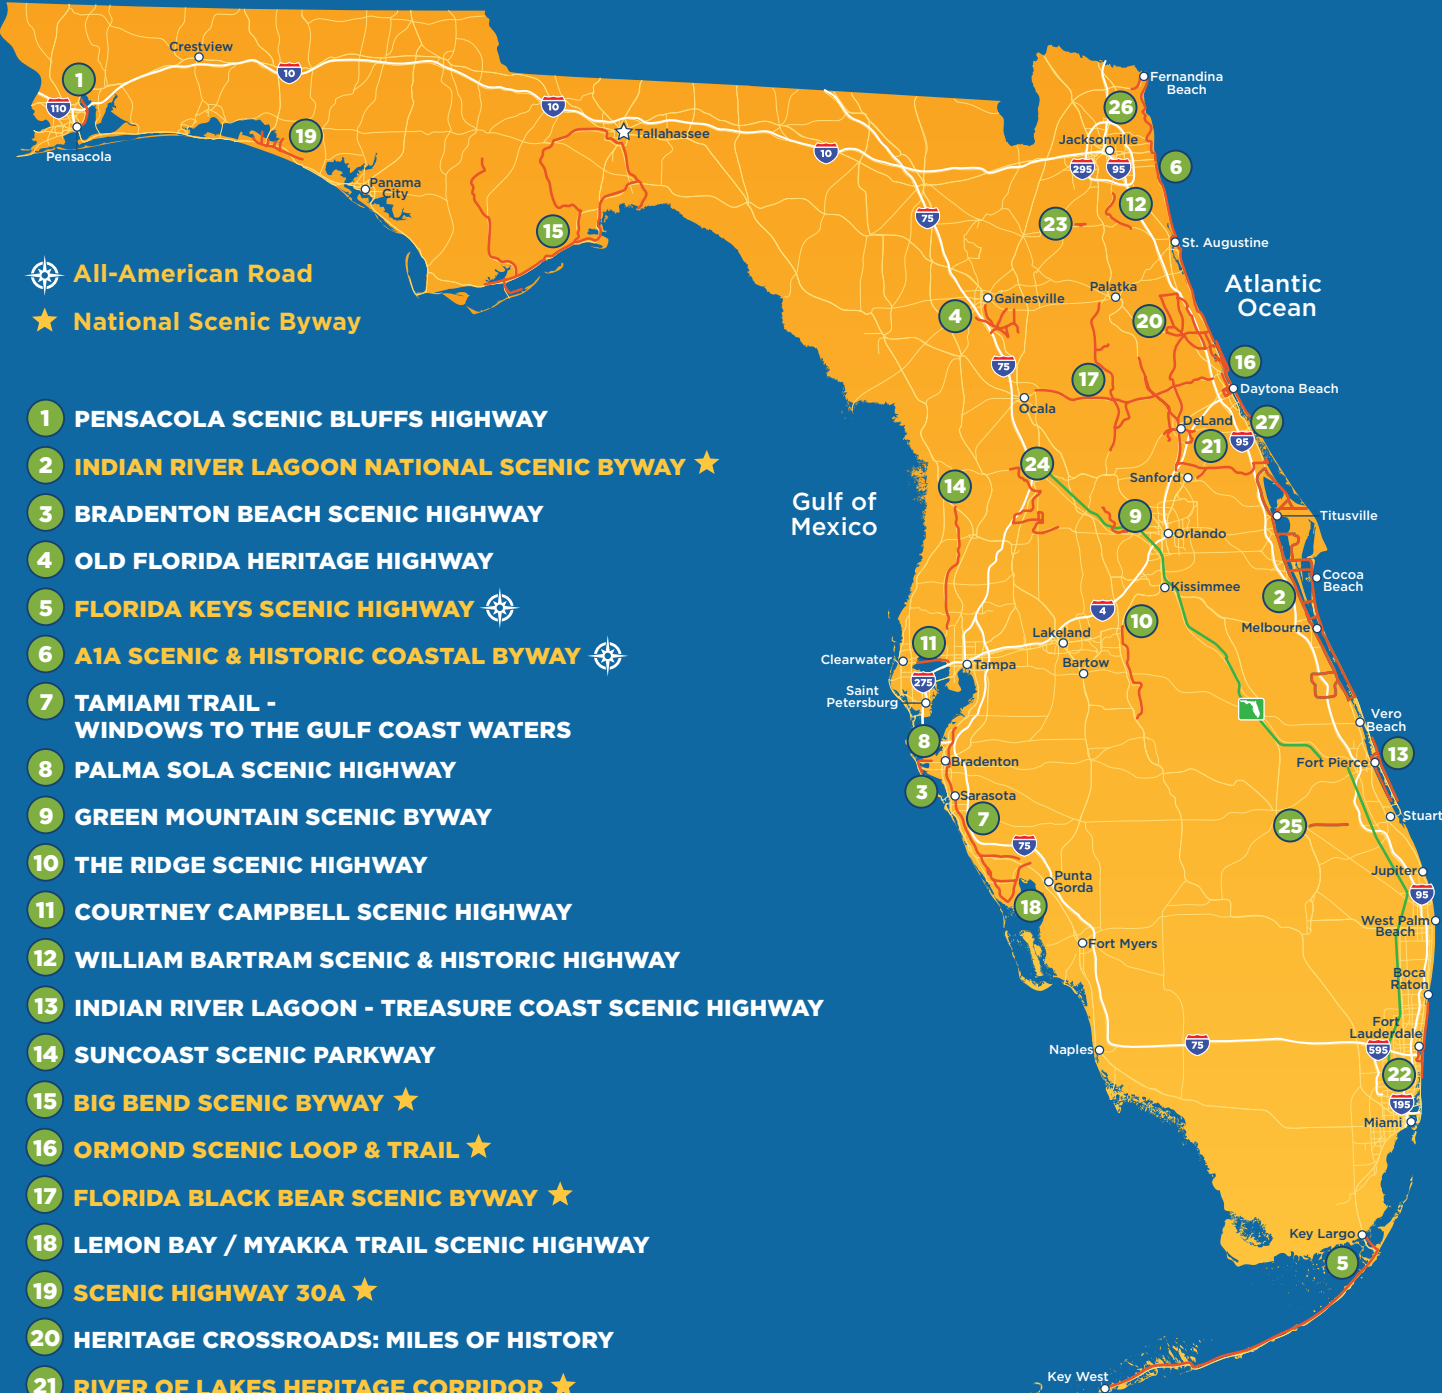 Crestview
10
1
110
Pensacola
19
10
Tallahassee
Panama
City
15
10
Fernandina
Beach
26
Jacksonville
295
95
6
75
23
12
St. Augustine
All-American Road
National Scenic Byway
Atlantic
Ocean
Gainesville
Palatka
4
20
75
17
16
Daytona Beach
Ocala
DeLand
27
21
95
24
Sanford
14
Gulf of
Mexico
9
Titusville
Orlando
Cocoa
Beach
Kissimmee
4
2
10
Melbourne
Lakeland
11
Clearwater
Tampa
Bartow
275
Saint
Petersburg
Vero
Beach
8
13
Bradenton
Fort Pierce
3
Sarasota
7
25
Stuart
75
Punta
Gorda
Jupiter
95
18
West Palm
Beach
Fort Myers
Boca
Raton
Fort
Lauderdale
Naples
75
595
22
195
Miami
Key Largo
5
Key West
1 PENSACOLA SCENIC BLUFFS HIGHWAY
2 INDIAN RIVER LAGOON NATIONAL SCENIC BYWAY
3 BRADENTON BEACH SCENIC HIGHWAY
4 OLD FLORIDA HERITAGE HIGHWAY
5 FLORIDA KEYS SCENIC HIGHWAY
6 A1A SCENIC & HISTORIC COASTAL BYWAY
7 TAMIAMI TRAIL -
WINDOWS TO THE GULF COAST WATERS
8 PALMA SOLA SCENIC HIGHWAY
9 GREEN MOUNTAIN SCENIC BYWAY
10 THE RIDGE SCENIC HIGHWAY
11 COURTNEY CAMPBELL SCENIC HIGHWAY
12 WILLIAM BARTRAM SCENIC & HISTORIC HIGHWAY
13 INDIAN RIVER LAGOON - TREASURE COAST SCENIC HIGHWAY
14 SUNCOAST SCENIC PARKWAY
15 BIG BEND SCENIC BYWAY
16 ORMOND SCENIC LOOP & TRAIL
17 FLORIDA BLACK BEAR SCENIC BYWAY
18 LEMON BAY / MYAKKA TRAIL SCENIC HIGHWAY
19 SCENIC HIGHWAY 30A
20 HERITAGE CROSSROADS: MILES OF HISTORY
21 RIVER OF LAKES HERITAGE CORRIDOR